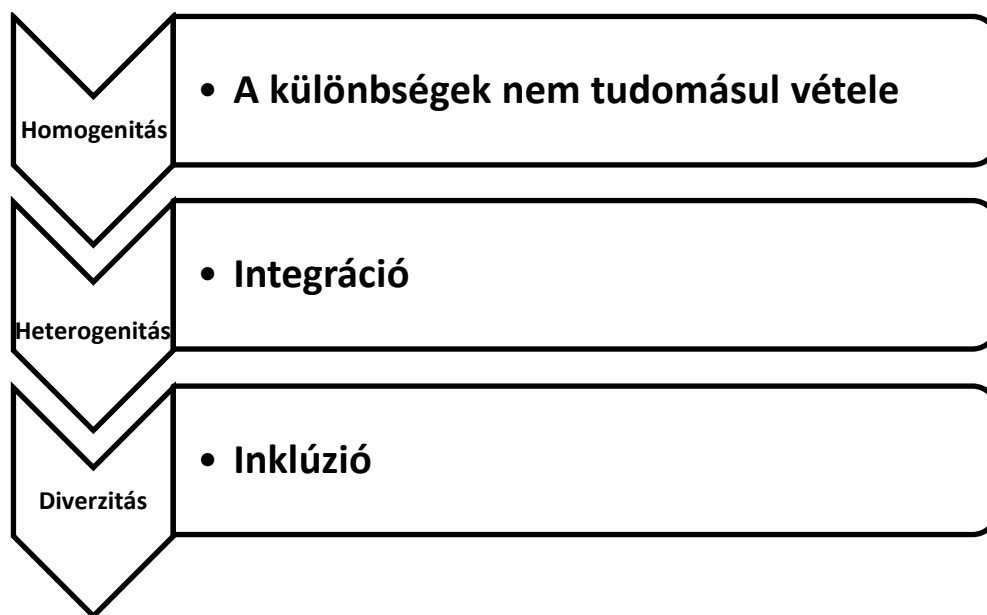 Homogenitás
• A különbségek nem tudomásul vétele
Heterogenitás
• Integráció
Diverzitás
• Inklúzió